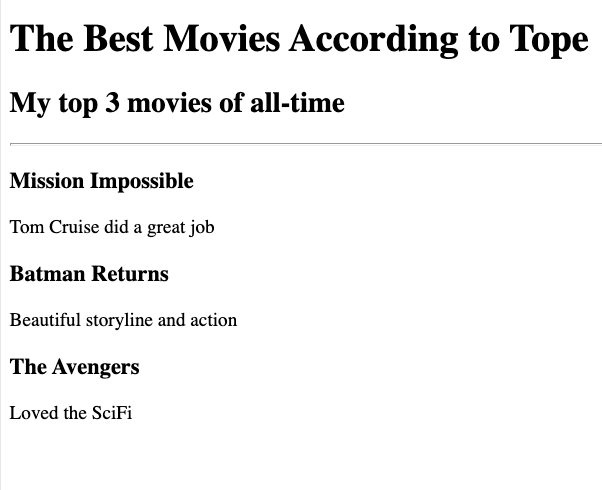 The Best Movies According to Tope
My top 3 movies of all-time
Mission Impossible
Tom Cruise did a great job
Batman Returns
Beautiful storyline and action
The Avengers
Loved the SciFi